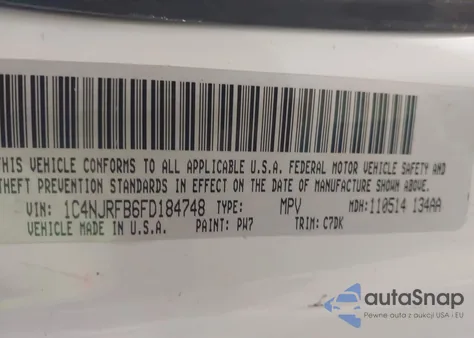 THIS VEHICLE CONFORMS TO ALL APPLICABLE U.S.A. FEDERAL MOTOR VEHICLE SAFETY AND
THEFT PREVENTION STANDARDS IN EFFECT ON THE DATE OF MANUFACTURE SHOWN ABOVE
VIN: 1C4NJRFB6FD184748 TYPE: MPV MDH: 110514 134AA
VEHICLE MADE IN U.S.A. PAINT: PW7 TRIM: C7DK
autoSnap
Pewne auto z aukcji USA i EU